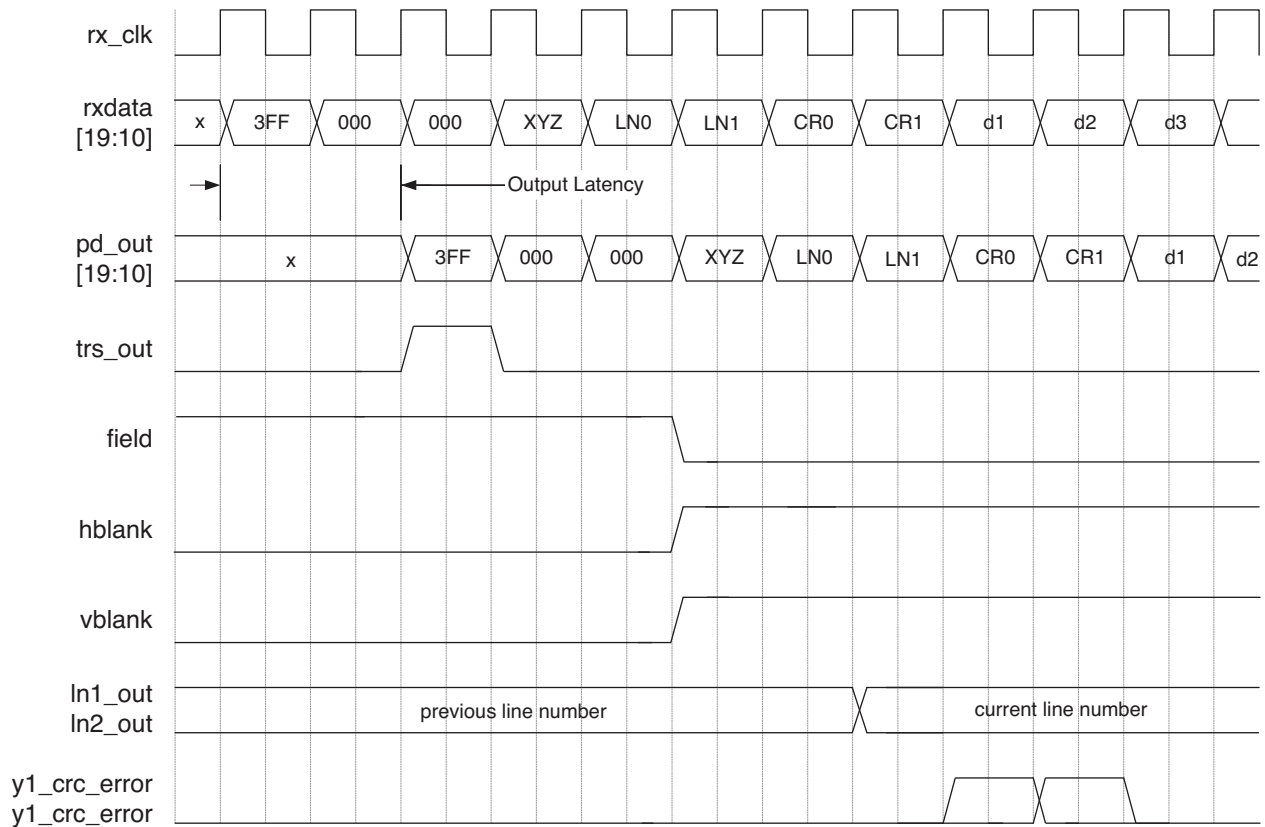 rx_clk
rxdata
[19:10]
x 3FF 000 000 XYZ LN0 LN1 CR0 CR1 d1 d2 d3
Output Latency
pd_out
[19:10]
x 3FF 000 000 XYZ LN0 LN1 CR0 CR1 d1 d2
trs_out
field
hblank
vblank
ln1_out
ln2_out
previous line number current line number
y1_crc_error
y1_crc_error